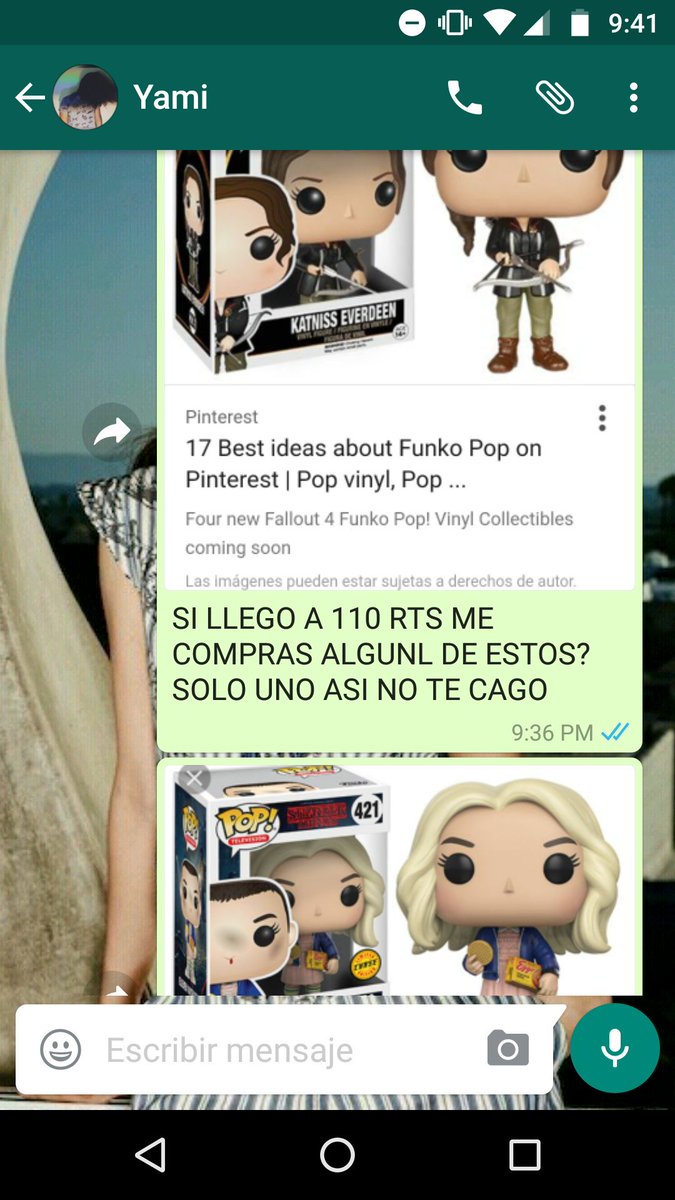 9:41
Yami
KATNISS EVERDEEN
Pinterest
17 Best ideas about Funko Pop on
Pinterest | Pop vinyl, Pop ...
Four new Fallout 4 Funko Pop! Vinyl Collectibles
coming soon
Las imágenes pueden estar sujetas a derechos de autor.
SI LLEGO A 110 RTS ME
COMPRAS ALGUNL DE ESTOS?
SOLO UNO ASI NO TE CAGO
9:36 PM
POP!
TELEVISION
421
CHASE
Escribir mensaje